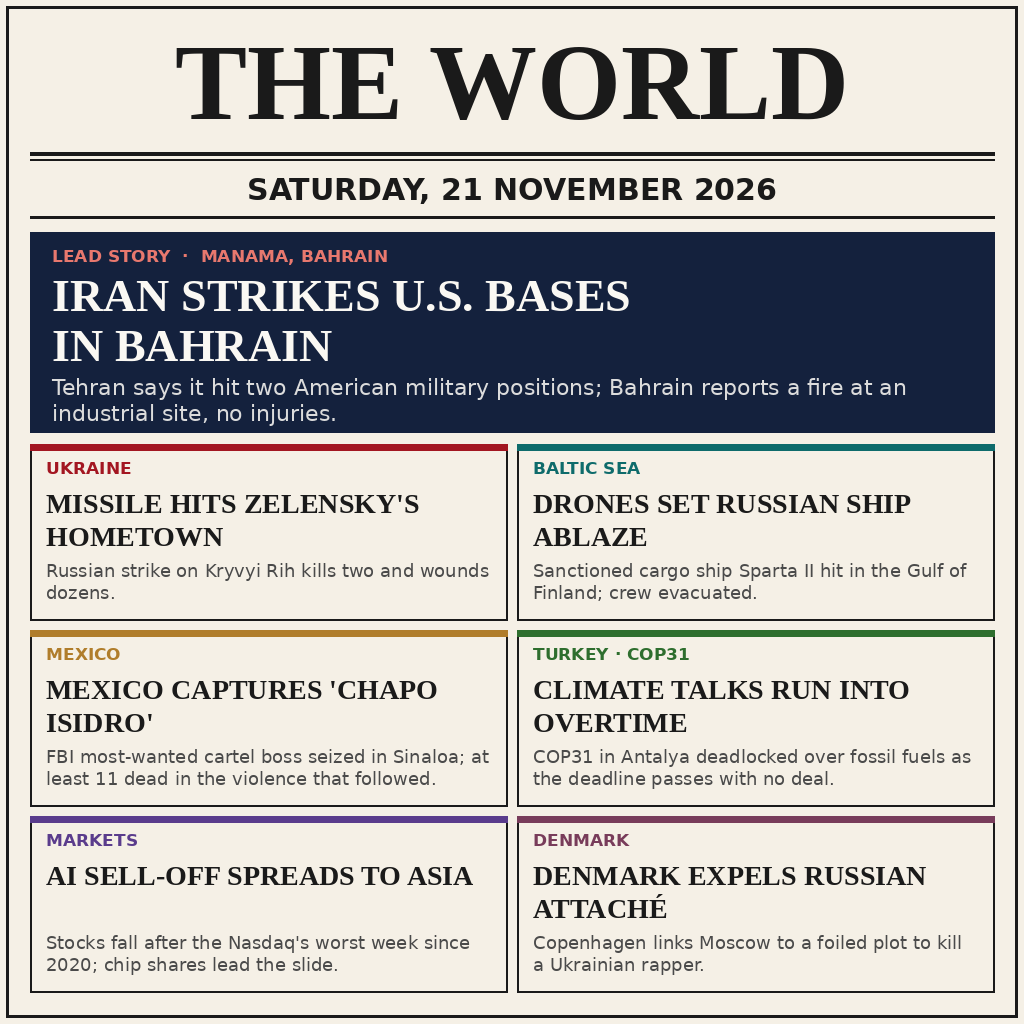 THE WORLD
SATURDAY, 21 NOVEMBER 2026
LEAD STORY · MANAMA, BAHRAIN
IRAN STRIKES U.S. BASES
IN BAHRAIN
Tehran says it hit two American military positions; Bahrain reports a fire at an
industrial site, no injuries.
UKRAINE
MISSILE HITS ZELENSKY'S
HOMETOWN
Russian strike on Kryvyi Rih kills two and wounds
dozens.
BALTIC SEA
DRONES SET RUSSIAN SHIP
ABLAZE
Sanctioned cargo ship Sparta II hit in the Gulf of
Finland; crew evacuated.
MEXICO
MEXICO CAPTURES 'CHAPO
ISIDRO'
FBI most-wanted cartel boss seized in Sinaloa; at
least 11 dead in the violence that followed.
TURKEY · COP31
CLIMATE TALKS RUN INTO
OVERTIME
COP31 in Antalya deadlocked over fossil fuels as
the deadline passes with no deal.
MARKETS
AI SELL-OFF SPREADS TO ASIA
Stocks fall after the Nasdaq's worst week since
2020; chip shares lead the slide.
DENMARK
DENMARK EXPELS RUSSIAN
ATTACHÉ
Copenhagen links Moscow to a foiled plot to kill
a Ukrainian rapper.